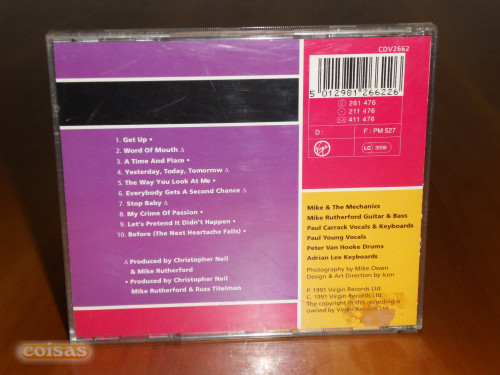 CDV2662
5 012981 266226
261 476
211 476
411 476
D :
F : PM 527
Virgin
LC 3098
1. Get Up •
2. Word Of Mouth Δ
3. A Time And Place •
4. Yesterday, Today, Tomorrow Δ
5. The Way You Look At Me •
6. Everybody Gets A Second Chance Δ
7. Stop Baby Δ
8. My Crime Of Passion •
9. Let's Pretend It Didn't Happen •
10. Before (The Next Heartache Falls) •
Δ Produced by Christopher Neil
& Mike Rutherford
• Produced by Christopher Neil
Mike Rutherford & Russ Titelman
Mike & The Mechanics
Mike Rutherford Guitar & Bass
Paul Carrack Vocals & Keyboards
Paul Young Vocals
Peter Van Hooke Drums
Adrian Lee Keyboards
Photography by Mike Owen
Design & Art Direction by Icon
P. 1991 Virgin Records Ltd.
C. 1991 Virgin Records Ltd.
The copyright in this recording is
owned by Virgin Records Ltd.
coisas